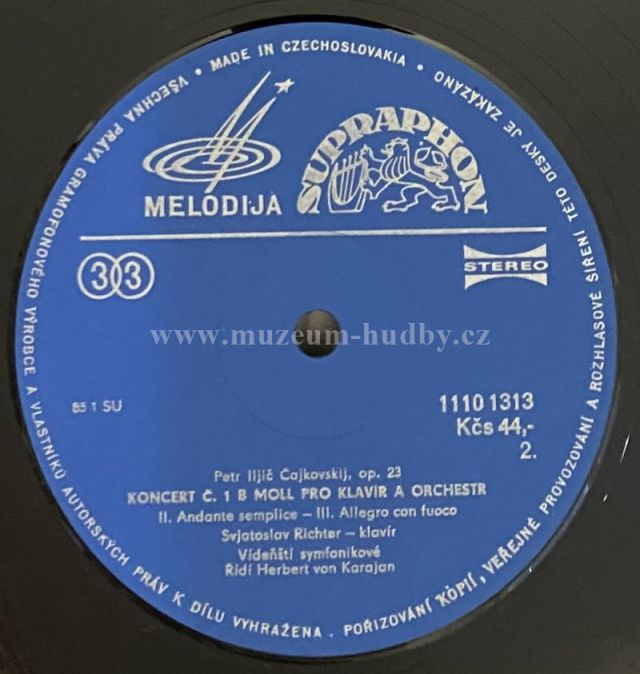 VŠECHNA PRÁVA GRAMOFONOVÉHO VÝROBCE A VLASTNÍKŮ AUTORSKÝCH PRÁV K DÍLU VYHRAŽENA . POŘIZOVÁNÍ KÓPIÍ, VEŘEJNÉ PROVOZOVÁNÍ A ROZHLASOVÉ ŠÍŘENÍ TÉTO DESKY JE ZAKÁZÁNO • MADE IN CZECHOSLOVAKIA •
MELODIJA
SUPRAPHON
33
STEREO
www.muzeum-hudby.cz
85 1 SU
1110 1313
Kčs 44,-
2.
Petr Iljič Čajkovskij, op. 23
KONCERT Č. 1 B MOLL PRO KLAVÍR A ORCHESTR
II. Andante semplice – III. Allegro con fuoco
Svjatoslav Richter – klavír
Vídeňští symfonikové
Řídí Herbert von Karajan